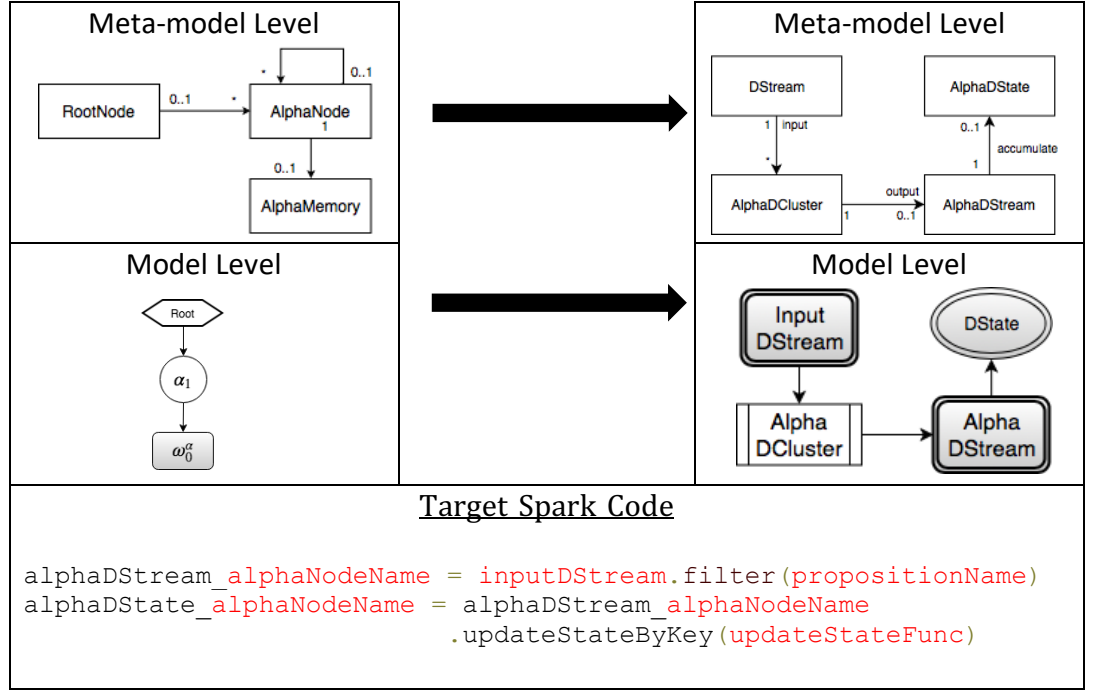 Meta-model Level
*
0..1
RootNode
0..1
*
AlphaNode
1
0..1
AlphaMemory
Meta-model Level
DStream
AlphaDState
1
input
0..1
accumulate
*
1
AlphaDCluster
output
AlphaDStream
1
0..1
Model Level
Root
α₁
ω₀^α
Model Level
Input
DStream
DState
Alpha
DCluster
Alpha
DStream
Target Spark Code
alphaDStream_alphaNodeName = inputDStream.filter(propositionName)
alphaDState_alphaNodeName = alphaDStream_alphaNodeName
.updateStateByKey(updateStateFunc)